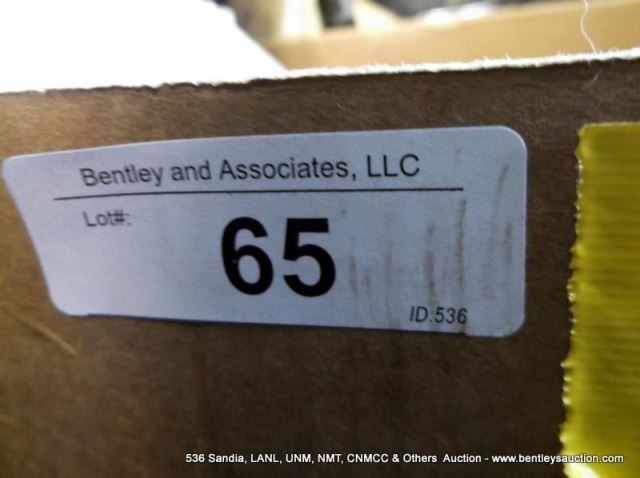 Bentley and Associates, LLC
Lot#:
65
ID:536
536 Sandia, LANL, UNM, NMT, CNMCC & Others Auction - www.bentleysauction.com